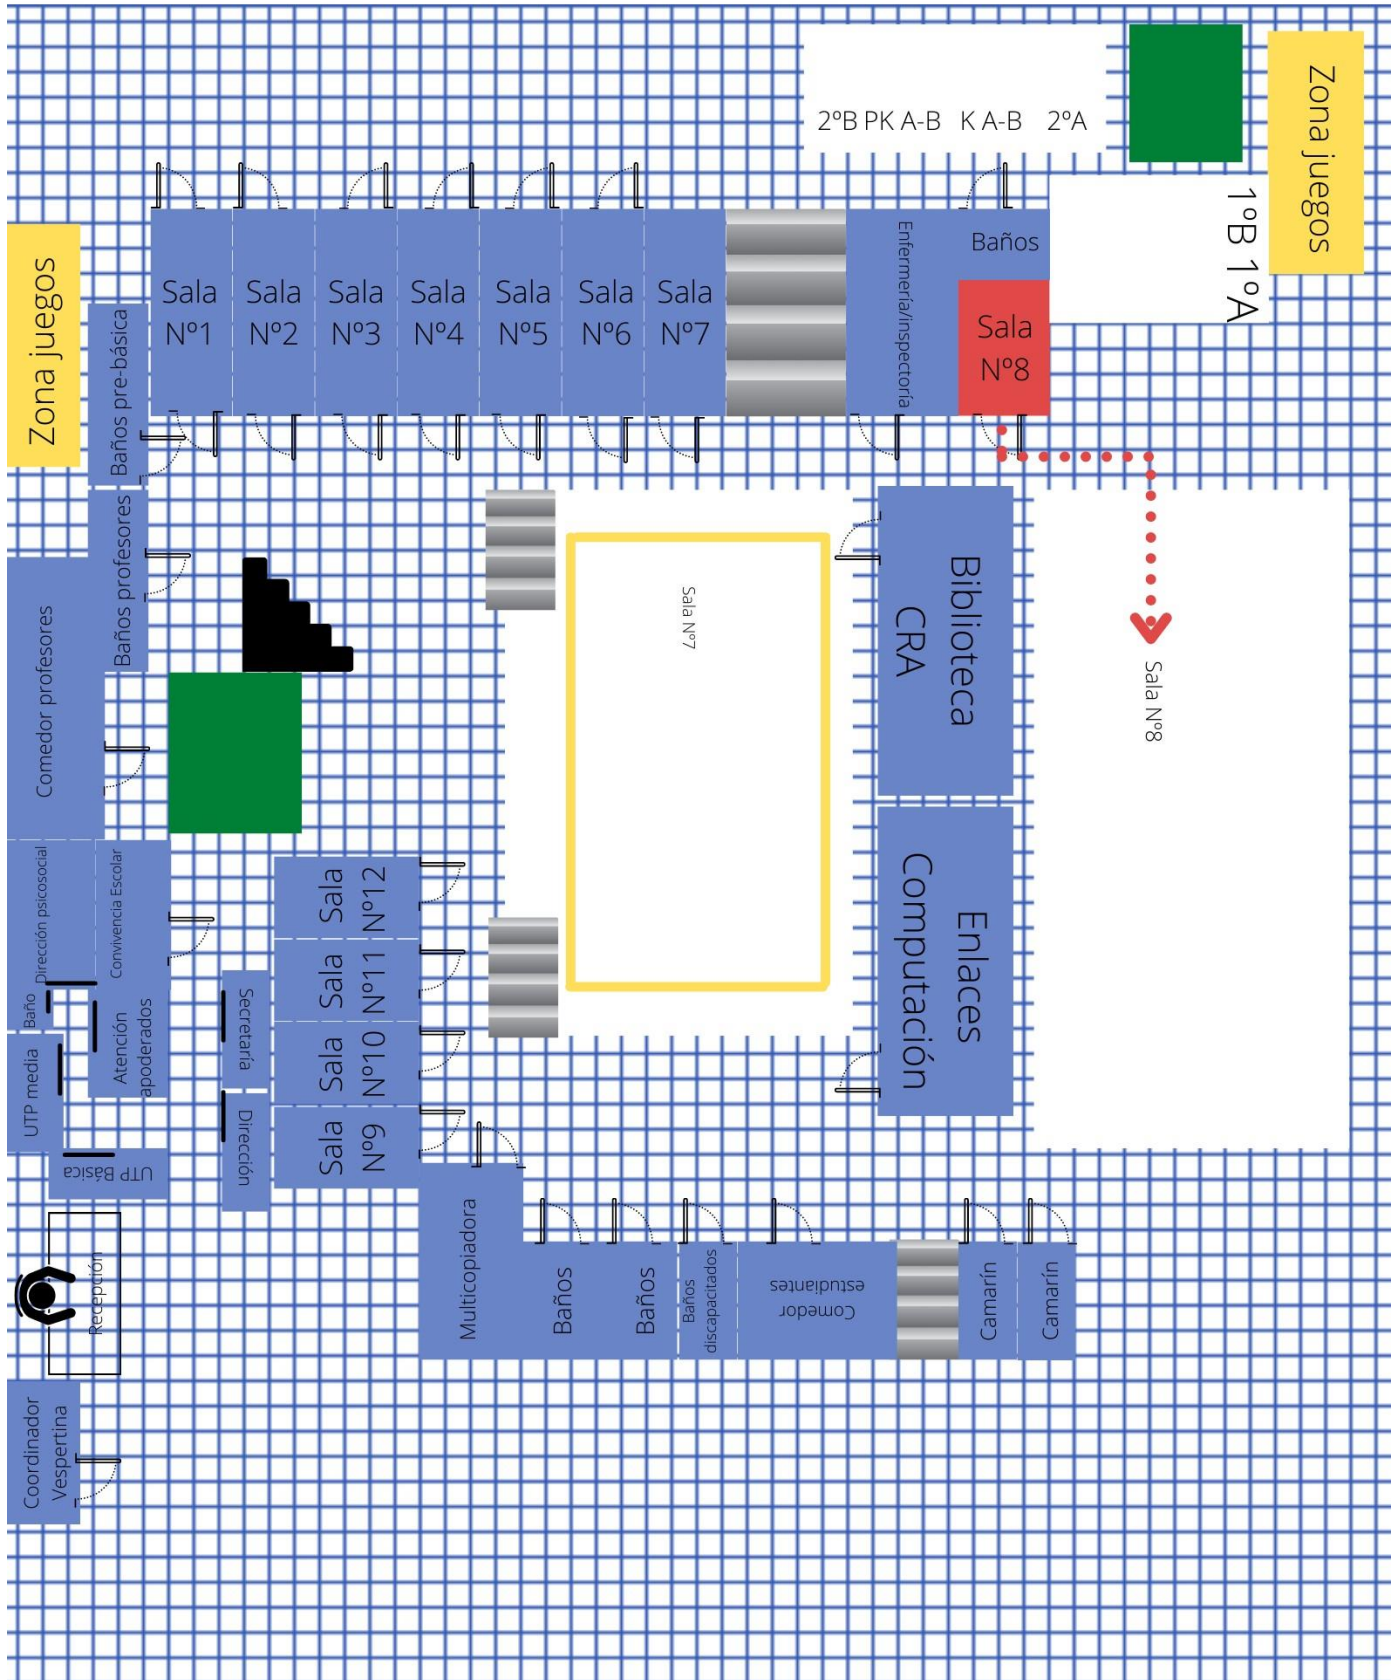 2ºB PK A-B K A-B 2ºA
Zona juegos
1ºB 1ºA
Zona juegos
Baños pre-básica
Sala
Nº1
Sala
Nº2
Sala
Nº3
Sala
Nº4
Sala
Nº5
Sala
Nº6
Sala
Nº7
Enfermería/inspectoría
Baños
Sala
Nº8
Baños profesores
Comedor profesores
Sala Nº7
Biblioteca
CRA
Sala Nº8
Enlaces
Computación
Dirección psicosocial
Convivencia Escolar
Baño
Atención
apoderados
UTP media
UTP Básica
Secretaría
Dirección
Sala
Nº12
Sala
Nº11
Sala
Nº10
Sala
Nº9
Recepción
Multicopiadora
Baños
Baños
Baños
discapacitados
Comedor
estudiantes
Camarín
Camarín
Coordinador
Vespertina